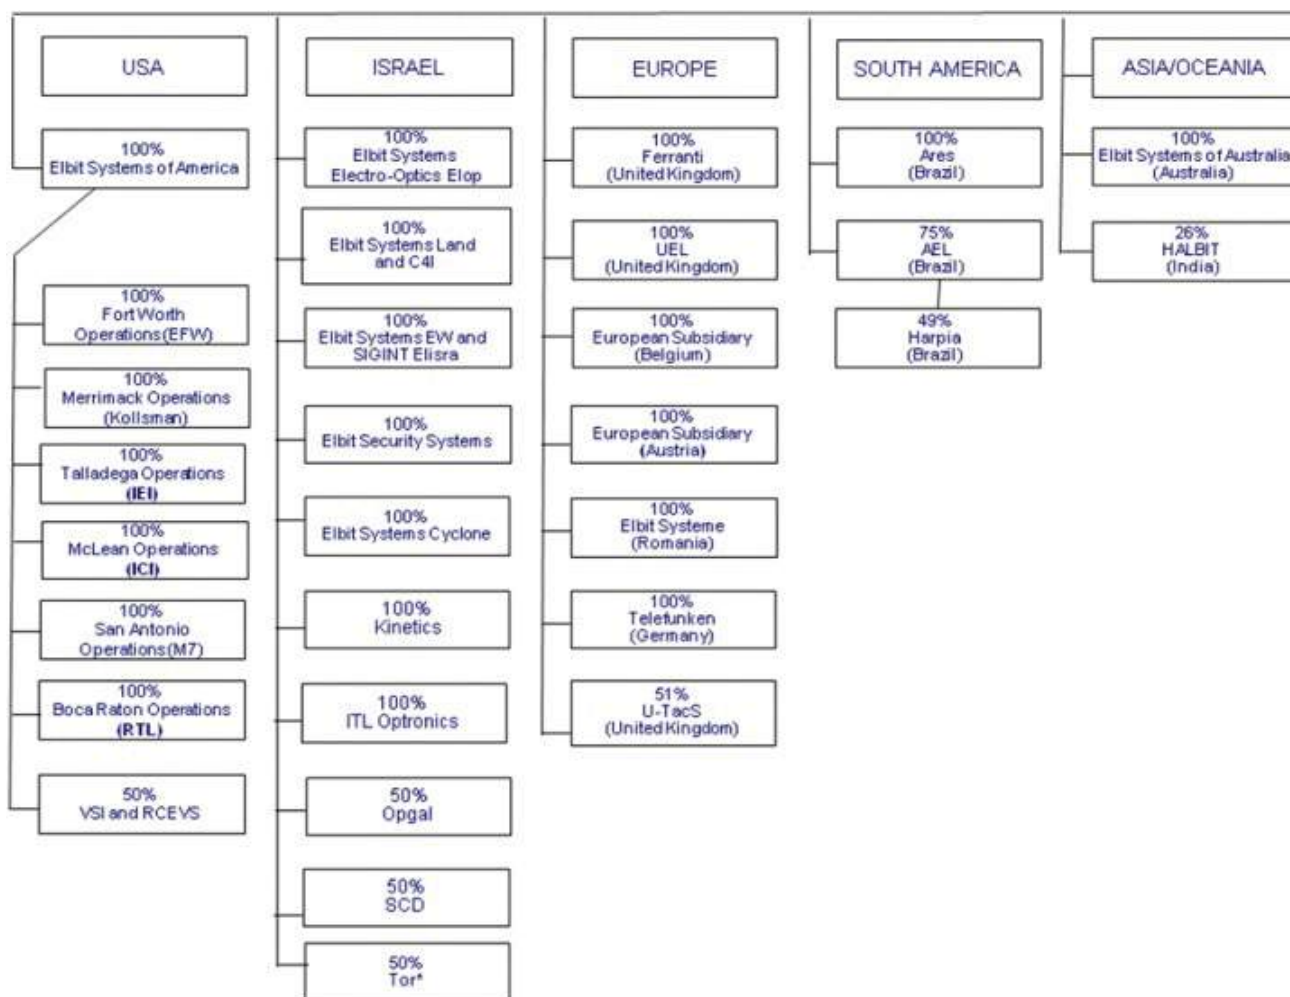 USA
100%
Elbit Systems of America
100%
Fort Worth
Operations (EFW)
100%
Merrimack Operations
(Kollsman)
100%
Talladega Operations
(IEI)
100%
McLean Operations
(ICI)
100%
San Antonio
Operations (M7)
100%
Boca Raton Operations
(RTL)
50%
VSI and RCEVS
ISRAEL
100%
Elbit Systems
Electro-Optics Elop
100%
Elbit Systems Land
and C4I
100%
Elbit Systems EW and
SIGINT Elisra
100%
Elbit Security Systems
100%
Elbit Systems Cyclone
100%
Kinetics
100%
ITL Optronics
50%
Opgal
50%
SCD
50%
Tor*
EUROPE
100%
Ferranti
(United Kingdom)
100%
UEL
(United Kingdom)
100%
European Subsidiary
(Belgium)
100%
European Subsidiary
(Austria)
100%
Elbit Systeme
(Romania)
100%
Telefunken
(Germany)
51%
U-TacS
(United Kingdom)
SOUTH AMERICA
100%
Ares
(Brazil)
75%
AEL
(Brazil)
49%
Harpia
(Brazil)
ASIA/OCEANIA
100%
Elbit Systems of Australia
(Australia)
26%
HALBIT
(India)